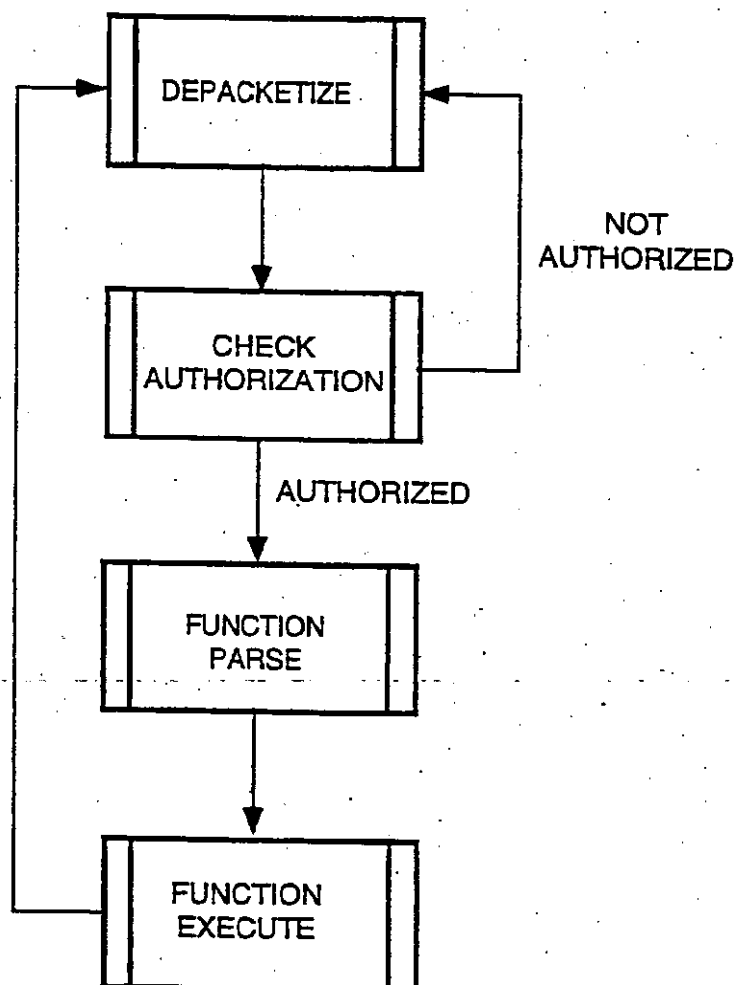 DEPACKETIZE
NOT
AUTHORIZED
CHECK
AUTHORIZATION
AUTHORIZED
FUNCTION
PARSE
FUNCTION
EXECUTE